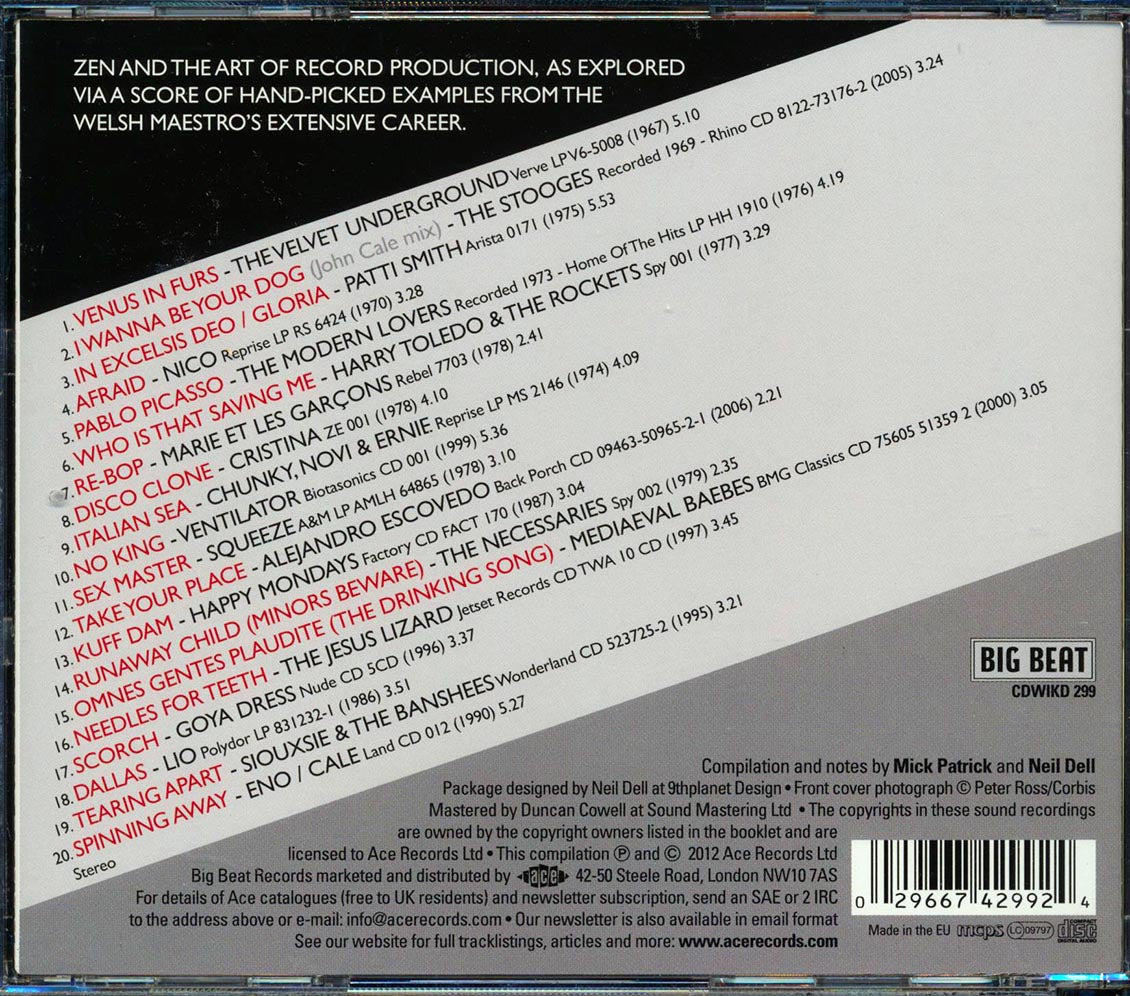 ZEN AND THE ART OF RECORD PRODUCTION, AS EXPLORED
VIA A SCORE OF HAND-PICKED EXAMPLES FROM THE
WELSH MAESTRO'S EXTENSIVE CAREER.
1. VENUS IN FURS - THE VELVET UNDERGROUND Verve LP V6-5008 (1967) 5.10
2. I WANNA BE YOUR DOG (John Cale mix) - THE STOOGES Recorded 1969 - Rhino CD 8122-73176-2 (2005) 3.24
3. IN EXCELSIS DEO / GLORIA - PATTI SMITH Arista 0171 (1975) 5.53
4. AFRAID - NICO Reprise LP RS 6424 (1970) 3.28
5. PABLO PICASSO - THE MODERN LOVERS Recorded 1973 - Home Of The Hits LP HH 1910 (1976) 4.19
6. WHO IS THAT SAVING ME - HARRY TOLEDO & THE ROCKETS Spy 001 (1977) 3.29
7. RE-BOP - MARIE ET LES GARÇONS Rebel 7703 (1978) 2.41
8. DISCO CLONE - CRISTINA ZE 001 (1978) 4.10
9. ITALIAN SEA - CHUNKY, NOVI & ERNIE Reprise LP MS 2146 (1974) 4.09
10. NO KING - VENTILATOR Biotasonics CD 001 (1999) 5.36
11. SEX MASTER - SQUEEZE A&M LP AMLH 64865 (1978) 3.10
12. TAKE YOUR PLACE - ALEJANDRO ESCOVEDO Back Porch CD 09463-50965-2-1 (2006) 2.21
13. KUFF DAM - HAPPY MONDAYS Factory CD FACT 170 (1987) 3.04
14. RUNAWAY CHILD (MINORS BEWARE) - THE NECESSARIES Spy 002 (1979) 2.35
15. OMNES GENTES PLAUDITE (THE DRINKING SONG) - MEDIAEVAL BAEBES BMG Classics CD 75605 51359 2 (2000) 3.05
16. NEEDLES FOR TEETH - THE JESUS LIZARD Jetset Records CD TWA 10 CD (1997) 3.45
17. SCORCH - GOYA DRESS Nude CD 5CD (1996) 3.37
18. DALLAS - LIO Polydor LP 831232-1 (1986) 3.51
19. TEARING APART - SIOUXSIE & THE BANSHEES Wonderland CD 523725-2 (1995) 3.21
20. SPINNING AWAY - ENO / CALE Land CD 012 (1990) 5.27
Stereo
BIG BEAT
CDWIKD 299
Compilation and notes by Mick Patrick and Neil Dell
Package designed by Neil Dell at 9thplanet Design • Front cover photograph © Peter Ross/Corbis
Mastered by Duncan Cowell at Sound Mastering Ltd • The copyrights in these sound recordings
are owned by the copyright owners listed in the booklet and are
licensed to Ace Records Ltd • This compilation ℗ and © 2012 Ace Records Ltd
Big Beat Records marketed and distributed by ace 42-50 Steele Road, London NW10 7AS
For details of Ace catalogues (free to UK residents) and newsletter subscription, send an SAE or 2 IRC
to the address above or e-mail: info@acerecords.com • Our newsletter is also available in email format
See our website for full tracklistings, articles and more: www.acerecords.com
0 29667 42992 4
Made in the EU mcps LC 09797 COMPACT disc DIGITAL AUDIO